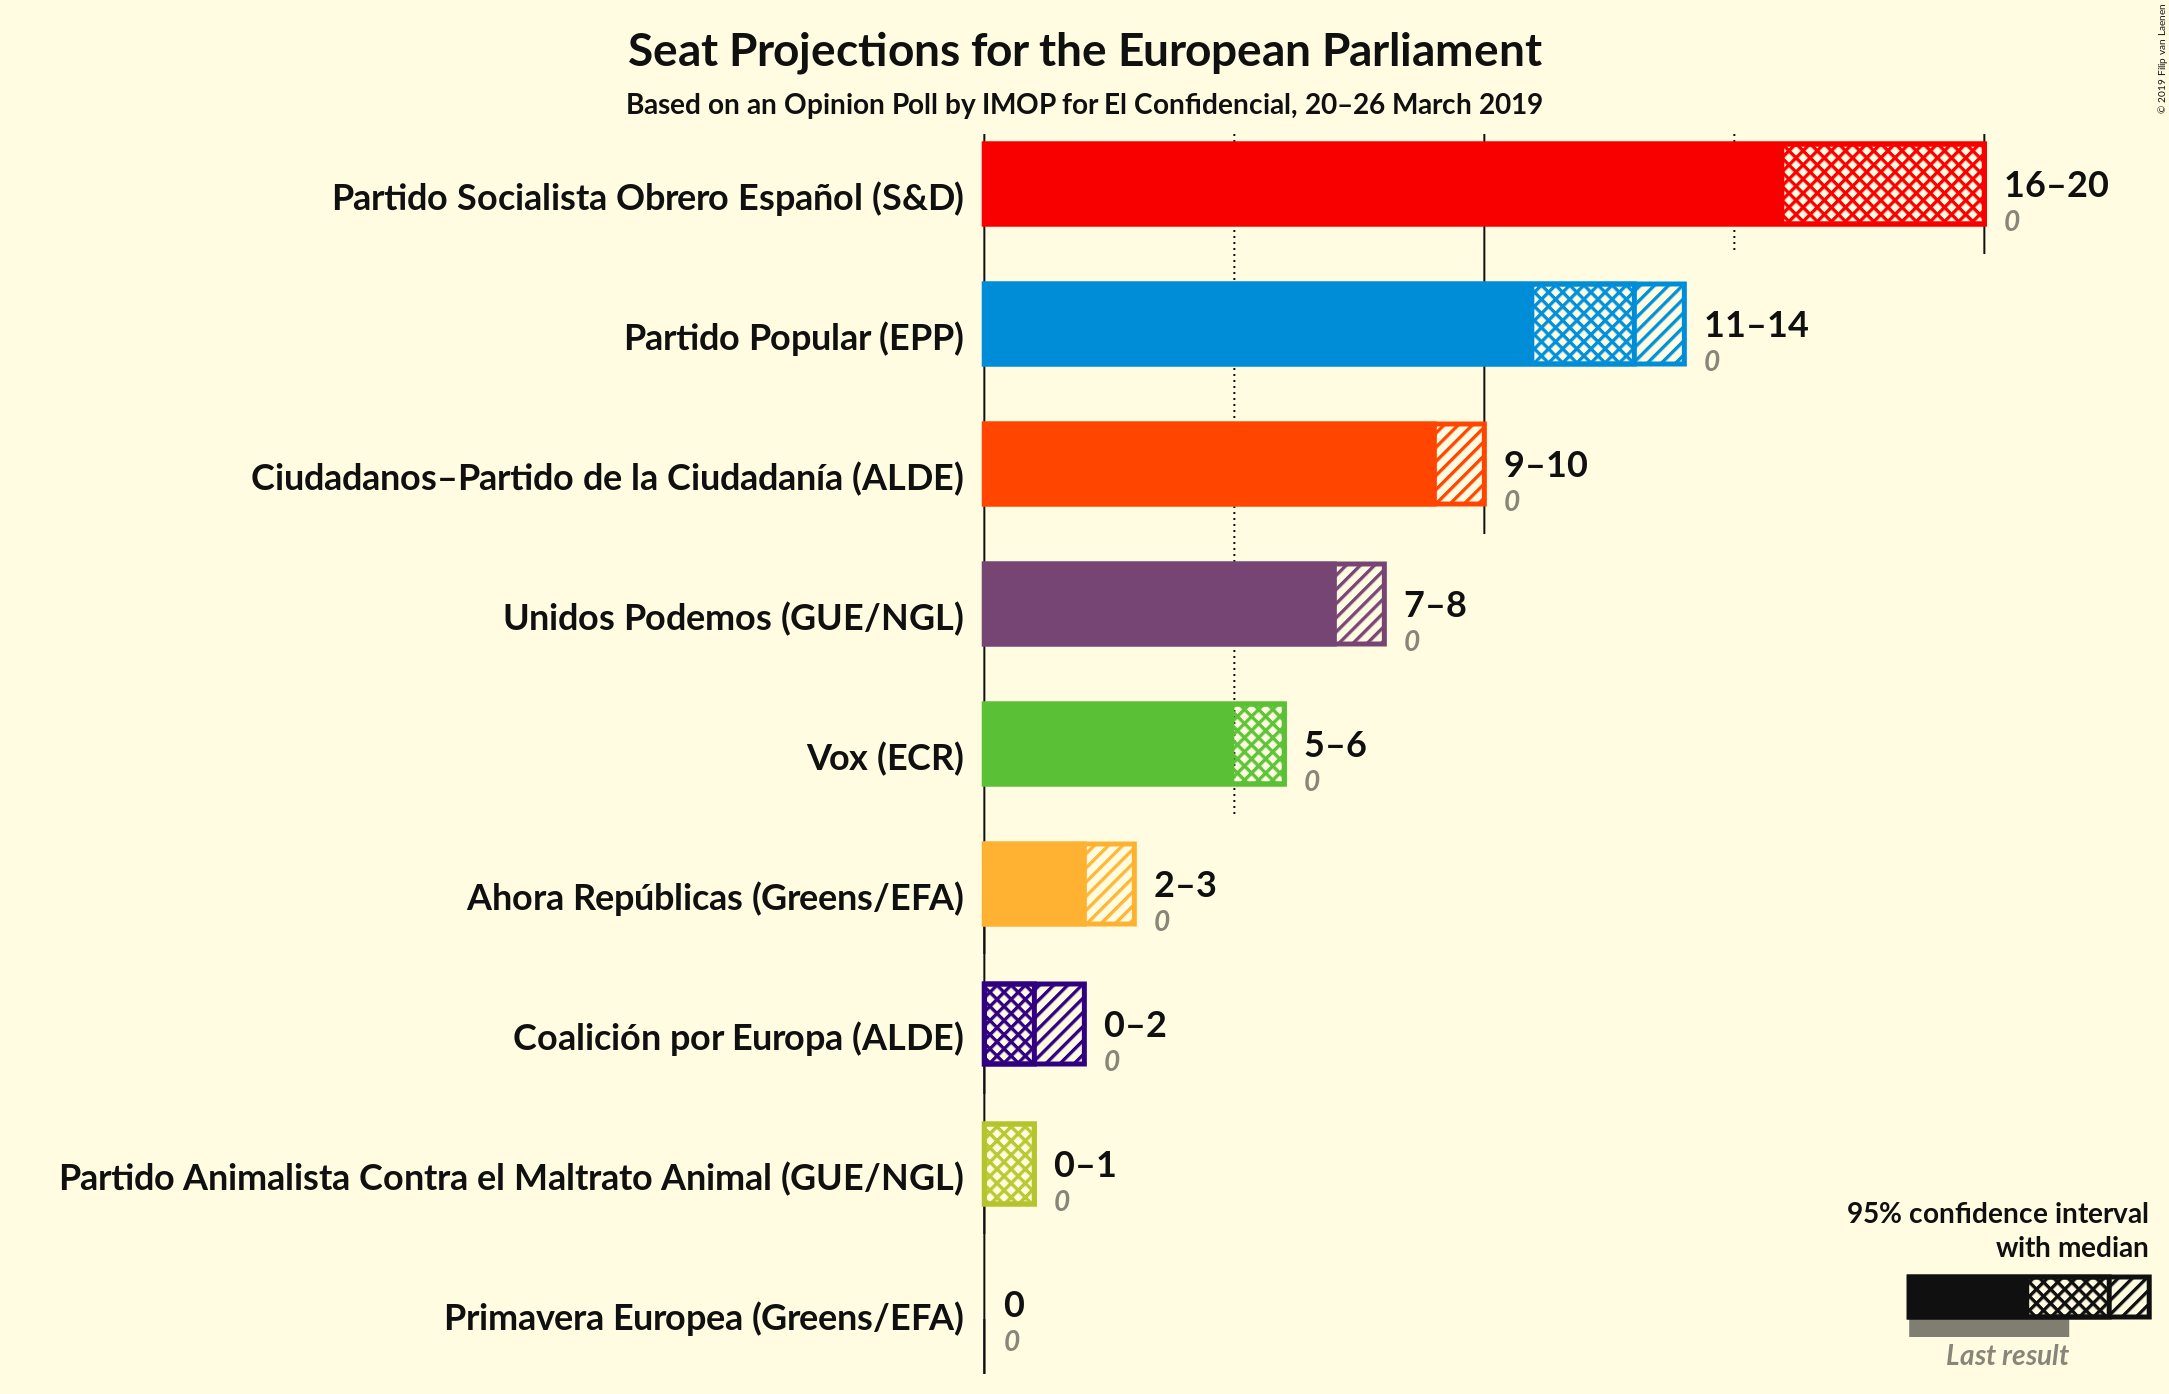 Seat Projections for the European Parliament
Based on an Opinion Poll by IMOP for El Confidencial, 20–26 March 2019
© 2019 Filip van Laenen
Partido Socialista Obrero Español (S&D)
16–20
0
Partido Popular (EPP)
11–14
0
Ciudadanos–Partido de la Ciudadanía (ALDE)
9–10
0
Unidos Podemos (GUE/NGL)
7–8
0
Vox (ECR)
5–6
0
Ahora Repúblicas (Greens/EFA)
2–3
0
Coalición por Europa (ALDE)
0–2
0
Partido Animalista Contra el Maltrato Animal (GUE/NGL)
0–1
0
Primavera Europea (Greens/EFA)
0
0
95% confidence interval
with median
Last result